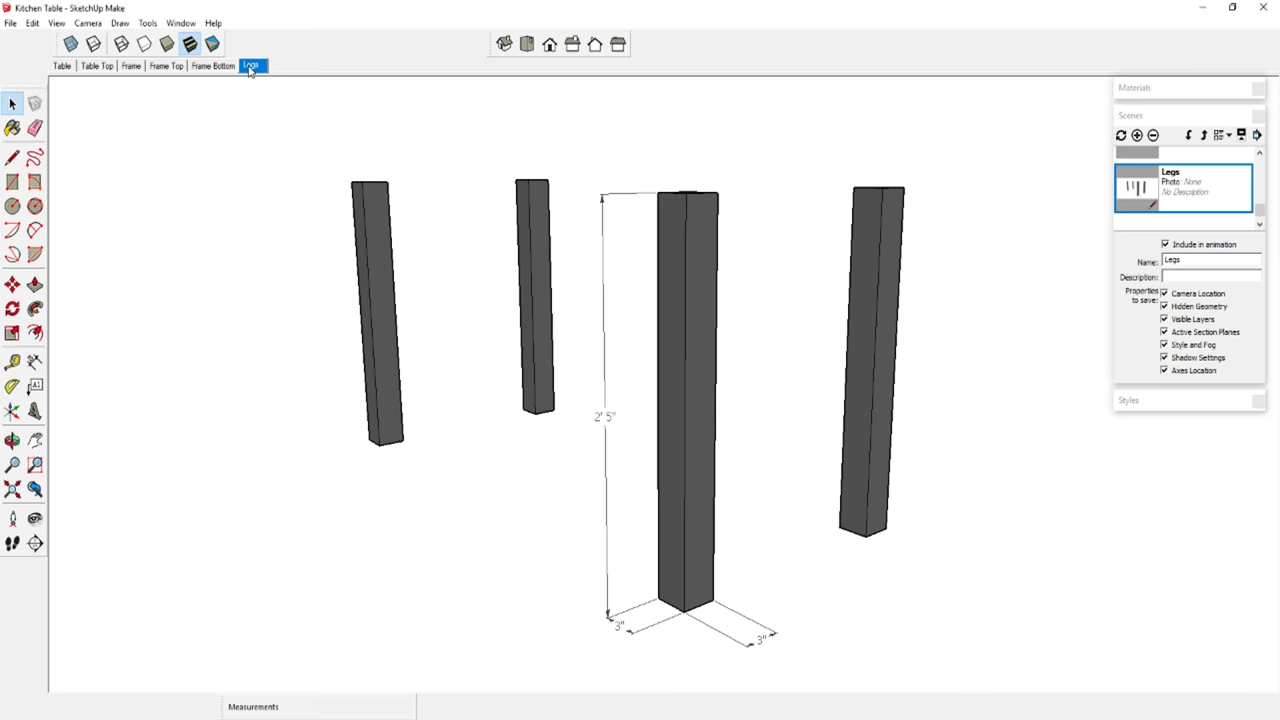 Kitchen Table - SketchUp Make
File Edit View Camera Draw Tools Window Help
Table Table Top Frame Frame Top Frame Bottom Legs
Materials
Scenes
Legs
Photo: None
No Description
Include in animation
Name: Legs
Description:
Properties to save:
Camera Location
Hidden Geometry
Visible Layers
Active Section Planes
Style and Fog
Shadow Settings
Axes Location
Styles
2' 5"
3"
3"
Measurements